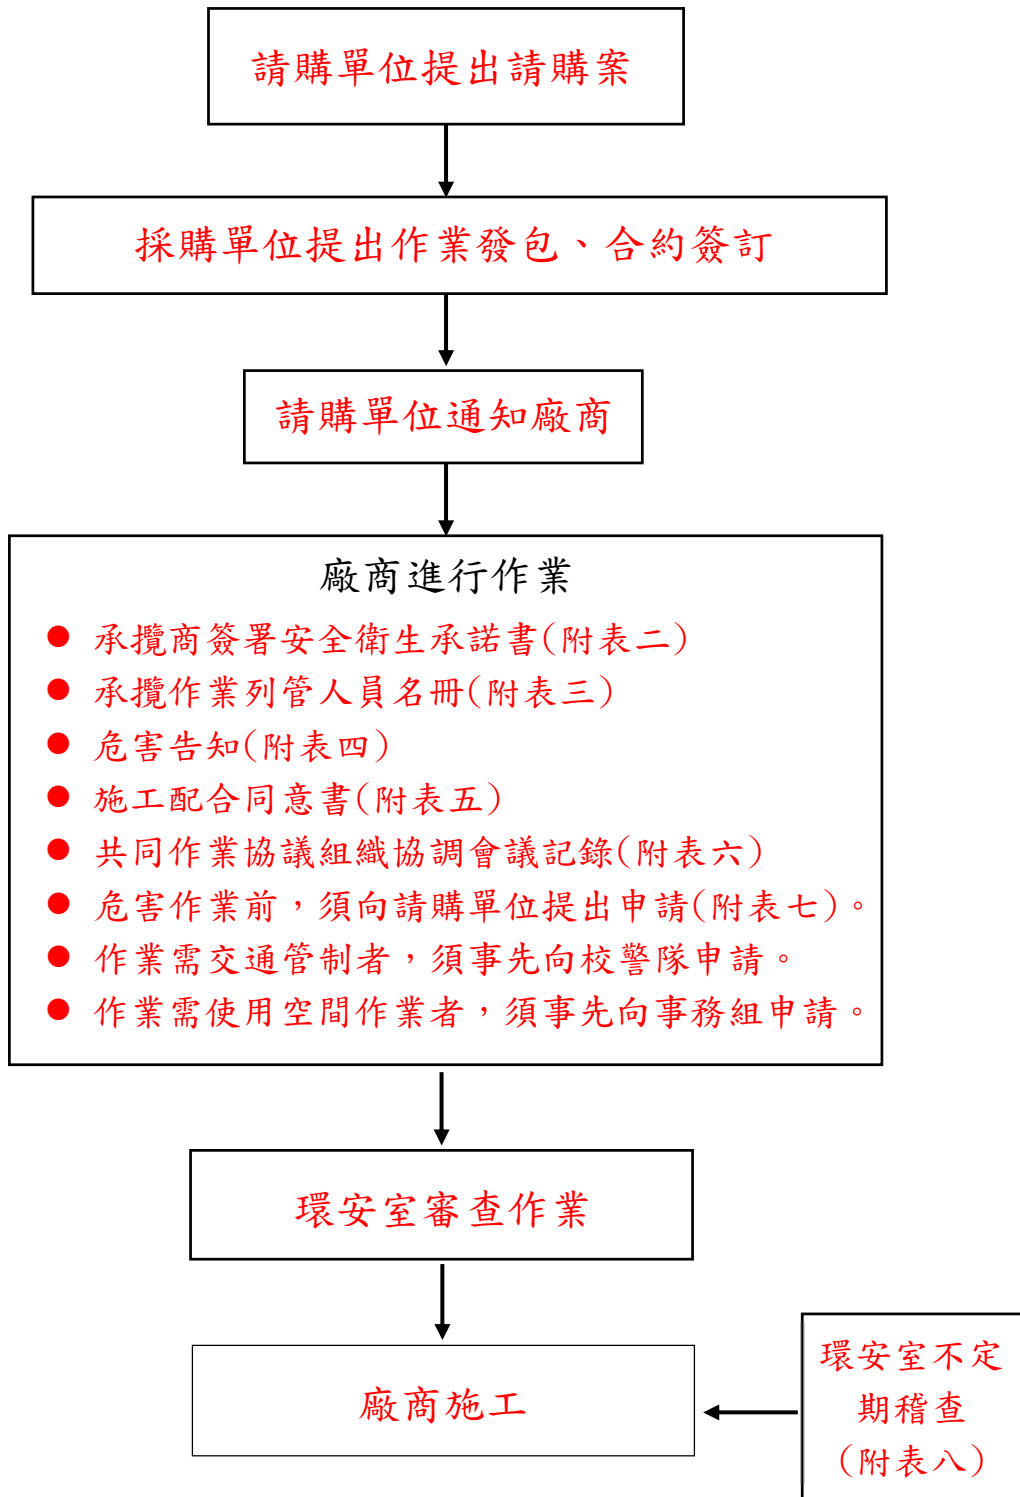 請購單位提出請購案
採購單位提出作業發包、合約簽訂
請購單位通知廠商
廠商進行作業
● 承攬商簽署安全衛生承諾書(附表二)
● 承攬作業列管人員名冊(附表三)
● 危害告知(附表四)
● 施工配合同意書(附表五)
● 共同作業協議組織協調會議記錄(附表六)
● 危害作業前，須向請購單位提出申請(附表七)。
● 作業需交通管制者，須事先向校警隊申請。
● 作業需使用空間作業者，須事先向事務組申請。
環安室審查作業
廠商施工
環安室不定
期稽查
(附表八)